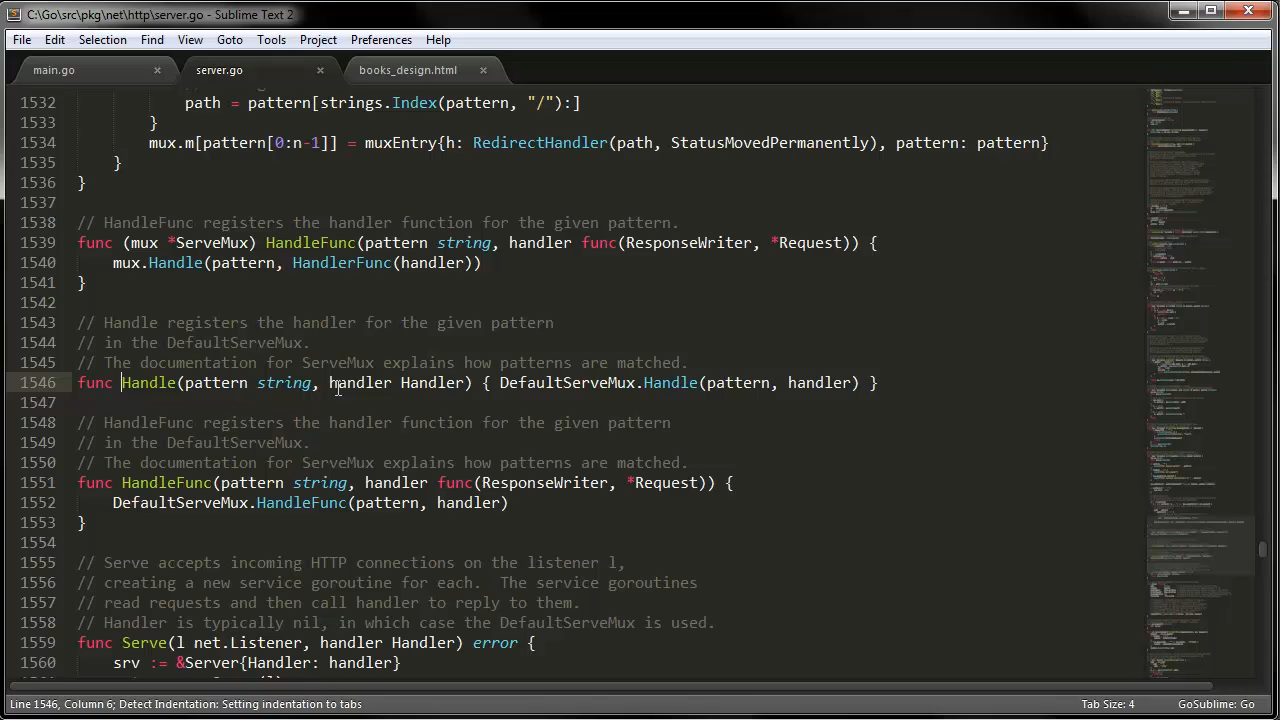 C:\Go\src\pkg\net\http\server.go - Sublime Text 2
File Edit Selection Find View Goto Tools Project Preferences Help
main.go × server.go × books_design.html ×
1532 path = pattern[strings.Index(pattern, "/"):]
1533 }
1534 mux.m[pattern[0:n-1]] = muxEntry{h: RedirectHandler(path, StatusMovedPermanently), pattern: pattern}
1535 }
1536 }
1537
1538 // HandleFunc registers the handler function for the given pattern.
1539 func (mux *ServeMux) HandleFunc(pattern string, handler func(ResponseWriter, *Request)) {
1540 mux.Handle(pattern, HandlerFunc(handler))
1541 }
1542
1543 // Handle registers the handler for the given pattern
1544 // in the DefaultServeMux.
1545 // The documentation for ServeMux explains how patterns are matched.
1546 func Handle(pattern string, handler Handler) { DefaultServeMux.Handle(pattern, handler) }
1547
1548 // HandleFunc registers the handler function for the given pattern
1549 // in the DefaultServeMux.
1550 // The documentation for ServeMux explains how patterns are matched.
1551 func HandleFunc(pattern string, handler func(ResponseWriter, *Request)) {
1552 DefaultServeMux.HandleFunc(pattern, handler)
1553 }
1555 // Serve accepts incoming HTTP connections on the listener l,
1556 // creating a new service goroutine for each. The service goroutines
1557 // read requests and then call handler to reply to them.
1558 // Handler is typically nil, in which case the DefaultServeMux is used.
1559 func Serve(l net.Listener, handler Handler) error {
1560 srv := &Server{Handler: handler}
Line 1546, Column 6; Detect Indentation: Setting indentation to tabs Tab Size: 4 GoSublime: Go